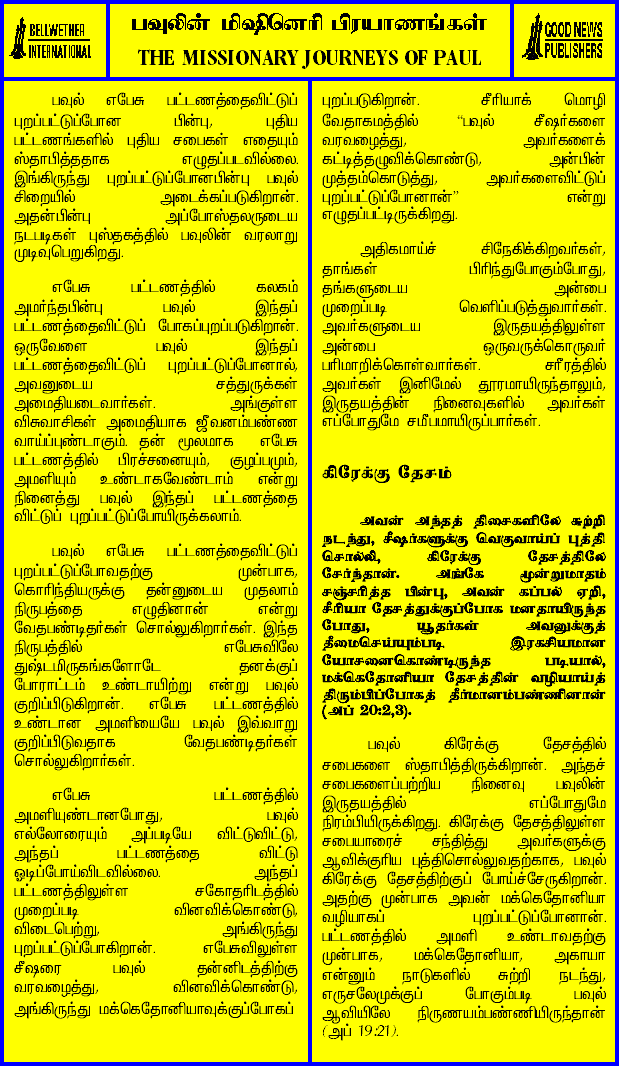 BELLWETHER
INTERNATIONAL
பவுலின் மிஷினெரி பிரயாணங்கள்
THE MISSIONARY JOURNEYS OF PAUL
GOOD NEWS
PUBLISHERS
பவுல் எபேசு பட்டணத்தைவிட்டுப்
புறப்பட்டுப்போன பின்பு, புதிய
பட்டணங்களில் புதிய சபைகள் எதையும்
ஸ்தாபித்ததாக எழுதப்படவில்லை.
இங்கிருந்து புறப்பட்டுப்போனபின்பு பவுல்
சிறையில் அடைக்கப்படுகிறான்.
அதன்பின்பு அப்போஸ்தலருடைய
நடபடிகள் புஸ்தகத்தில் பவுலின் வரலாறு
முடிவுபெறுகிறது.
எபேசு பட்டணத்தில் கலகம்
அமர்ந்தபின்பு பவுல் இந்தப்
பட்டணத்தைவிட்டுப் போகப்புறப்படுகிறான்.
ஒருவேளை பவுல் இந்தப்
பட்டணத்தைவிட்டுப் புறப்பட்டுப்போனால்,
அவனுடைய சத்துருக்கள்
அமைதியடைவார்கள். அங்குள்ள
விசுவாசிகள் அமைதியாக ஜீவனம்பண்ண
வாய்ப்புண்டாகும். தன் மூலமாக எபேசு
பட்டணத்தில் பிரச்சனையும், குழப்பமும்,
அமளியும் உண்டாகவேண்டாம் என்று
நினைத்து பவுல் இந்தப் பட்டணத்தை
விட்டுப் புறப்பட்டுப்போயிருக்கலாம்.
பவுல் எபேசு பட்டணத்தைவிட்டுப்
புறப்பட்டுப்போவதற்கு முன்பாக,
கொரிந்தியருக்கு தன்னுடைய முதலாம்
நிருபத்தை எழுதினான் என்று
வேதபண்டிதர்கள் சொல்லுகிறார்கள். இந்த
நிருபத்தில் எபேசுவிலே
துஷ்டமிருகங்களோடே தனக்குப்
போராட்டம் உண்டாயிற்று என்று பவுல்
குறிப்பிடுகிறான். எபேசு பட்டணத்தில்
உண்டான அமளியையே பவுல் இவ்வாறு
குறிப்பிடுவதாக வேதபண்டிதர்கள்
சொல்லுகிறார்கள்.
எபேசு பட்டணத்தில்
அமளியுண்டானபோது, பவுல்
எல்லோரையும் அப்படியே விட்டுவிட்டு,
அந்தப் பட்டணத்தை விட்டு
ஓடிப்போய்விடவில்லை. அந்தப்
பட்டணத்திலுள்ள சகோதரிடத்தில்
முறைப்படி வினவிக்கொண்டு,
விடைபெற்று, அங்கிருந்து
புறப்பட்டுப்போகிறான். எபேசுவிலுள்ள
சீஷரை பவுல் தன்னிடத்திற்கு
வரவழைத்து, வினவிக்கொண்டு,
அங்கிருந்து மக்கெதோனியாவுக்குப்போகப்
புறப்படுகிறான். சீரியாக் மொழி
வேதாகமத்தில் “பவுல் சீஷர்களை
வரவழைத்து, அவர்களைக்
கட்டித்தழுவிக்கொண்டு, அன்பின்
முத்தம்கொடுத்து, அவர்களைவிட்டுப்
புறப்பட்டுப்போனான்” என்று
எழுதப்பட்டிருக்கிறது.
அதிகமாய்ச் சிநேகிக்கிறவர்கள்,
தாங்கள் பிரிந்துபோகும்போது,
தங்களுடைய அன்பை
முறைப்படி வெளிப்படுத்துவார்கள்.
அவர்களுடைய இருதயத்திலுள்ள
அன்பை ஒருவருக்கொருவர்
பரிமாறிக்கொள்வார்கள். சரீரத்தில்
அவர்கள் இனிமேல் தூரமாயிருந்தாலும்,
இருதயத்தின் நினைவுகளில் அவர்கள்
எப்போதுமே சமீபமாயிருப்பார்கள்.
கிரேக்கு தேசம்
அவன் அந்தத் திசைகளிலே சுற்றி
நடந்து, சீஷர்களுக்கு வெகுவாய்ப் புத்தி
சொல்லி, கிரேக்கு தேசத்திலே
சேர்ந்தான். அங்கே மூன்றுமாதம்
சஞ்சரித்த பின்பு, அவன் கப்பல் ஏறி,
சீரியா தேசத்துக்குப்போக மனதாயிருந்த
போது, யூதர்கள் அவனுக்குத்
தீமைசெய்யும்படி இரகசியமான
யோசனைகொண்டிருந்த படியால்,
மக்கெதோனியா தேசத்தின் வழியாய்த்
திரும்பிப்போகத் தீர்மானம்பண்ணினான்
(அப் 20:2,3).
பவுல் கிரேக்கு தேசத்தில்
சபைகளை ஸ்தாபித்திருக்கிறான். அந்தச்
சபைகளைப்பற்றிய நினைவு பவுலின்
இருதயத்தில் எப்போதுமே
நிரம்பியிருக்கிறது. கிரேக்கு தேசத்திலுள்ள
சபையாரைச் சந்தித்து அவர்களுக்கு
ஆவிக்குரிய புத்திசொல்லுவதற்காக, பவுல்
கிரேக்கு தேசத்திற்குப் போய்ச்சேருகிறான்.
அதற்கு முன்பாக அவன் மக்கெதோனியா
வழியாகப் புறப்பட்டுப்போனான்.
பட்டணத்தில் அமளி உண்டாவதற்கு
முன்பாக, மக்கெதோனியா, அகாயா
என்னும் நாடுகளில் சுற்றி நடந்து,
எருசலேமுக்குப் போகும்படி பவுல்
ஆவியிலே நிருணயம்பண்ணியிருந்தான்
(அப் 19:21).